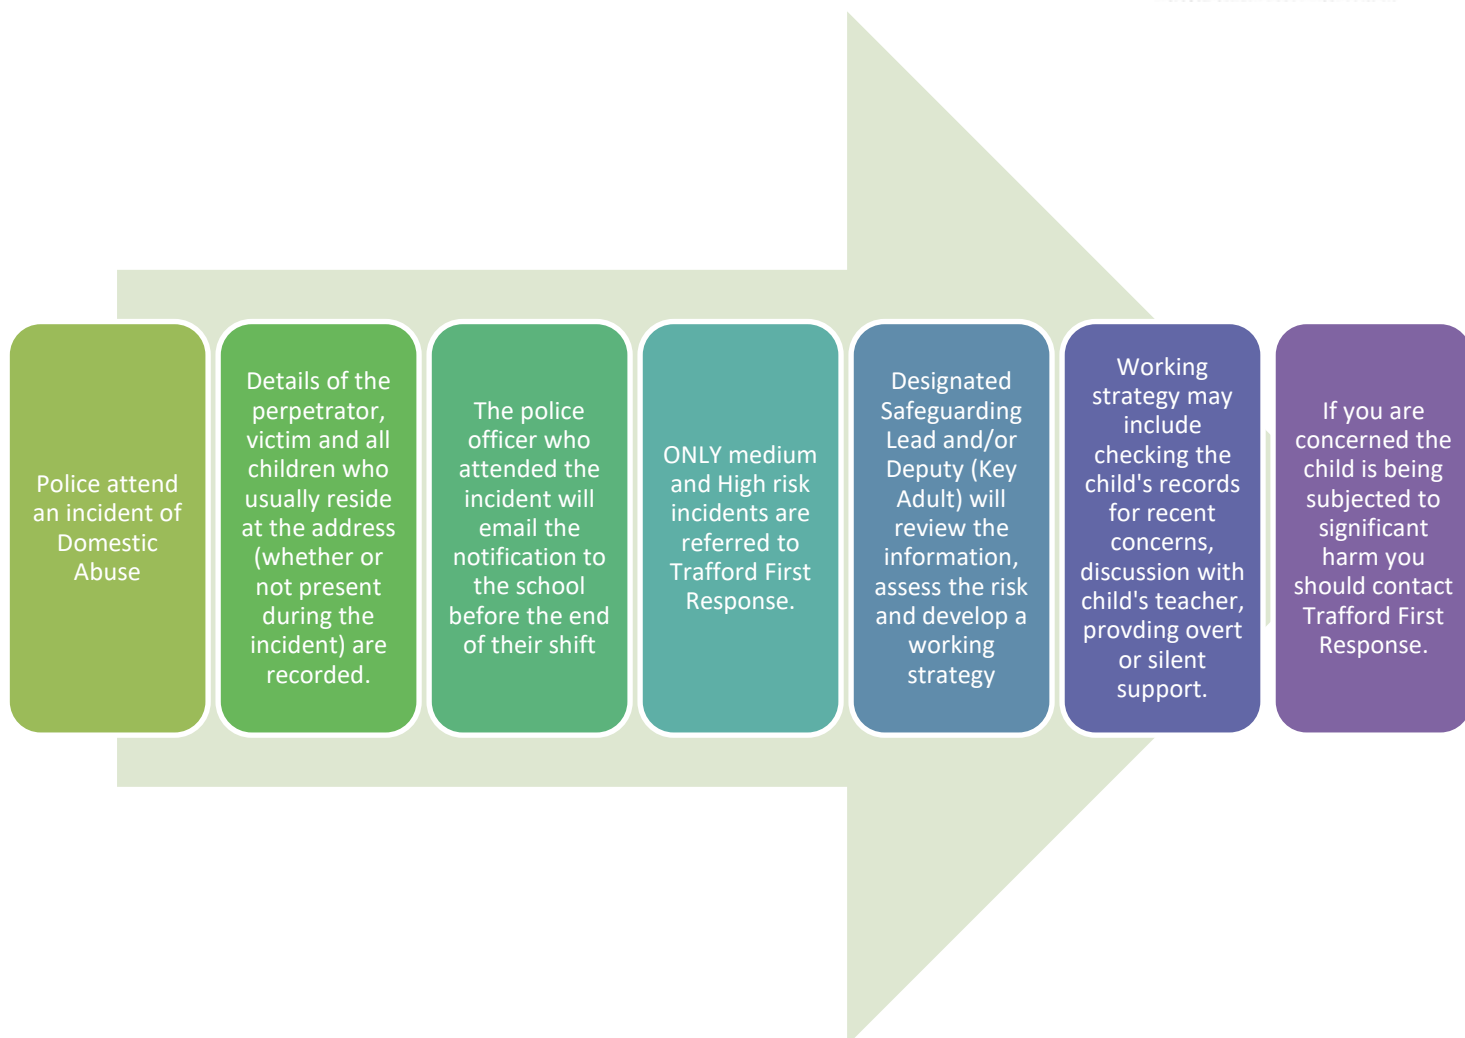 Police attend
an incident of
Domestic
Abuse
Details of the
perpetrator,
victim and all
children who
usually reside
at the address
(whether or
not present
during the
incident) are
recorded.
The police
officer who
attended the
incident will
email the
notification to
the school
before the end
of their shift
ONLY medium
and High risk
incidents are
referred to
Trafford First
Response.
Designated
Safeguarding
Lead and/or
Deputy (Key
Adult) will
review the
information,
assess the risk
and develop a
working
strategy
Working
strategy may
include
checking the
child's records
for recent
concerns,
discussion with
child's teacher,
provding overt
or silent
support.
If you are
concerned the
child is being
subjected to
significant
harm you
should contact
Trafford First
Response.